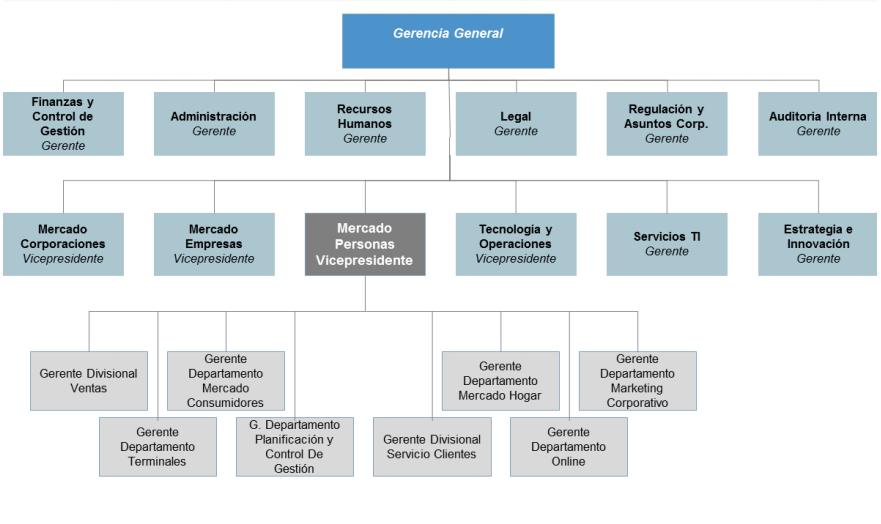 Gerencia General
Finanzas y
Control de
Gestión
Gerente
Administración
Gerente
Recursos
Humanos
Gerente
Legal
Gerente
Regulación y
Asuntos Corp.
Gerente
Auditoría Interna
Gerente
Mercado
Corporaciones
Vicepresidente
Mercado
Empresas
Vicepresidente
Mercado
Personas
Vicepresidente
Tecnología y
Operaciones
Vicepresidente
Servicios TI
Gerente
Estrategia e
Innovación
Gerente
Gerente Divisional
Ventas
Gerente
Departamento
Mercado
Consumidores
Gerente
Departamento
Mercado Hogar
Gerente
Departamento
Marketing
Corporativo
Gerente
Departamento
Terminales
G. Departamento
Planificación y
Control De
Gestión
Gerente Divisional
Servicio Clientes
Gerente
Departamento
Online